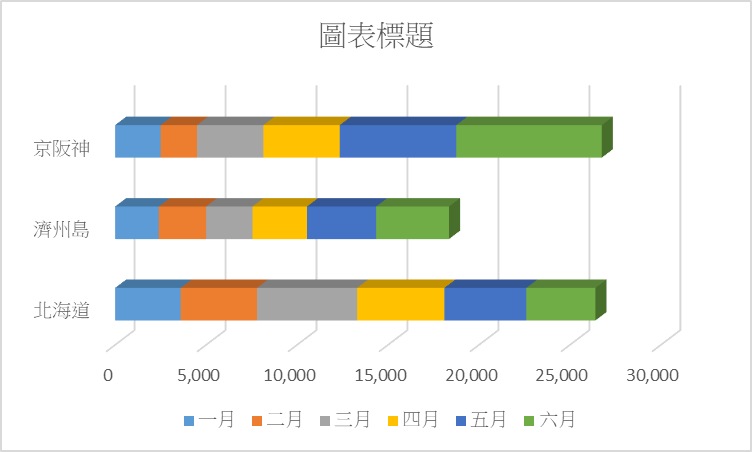 圖表標題
京阪神
濟州島
北海道
0 5,000 10,000 15,000 20,000 25,000 30,000
一月 二月 三月 四月 五月 六月